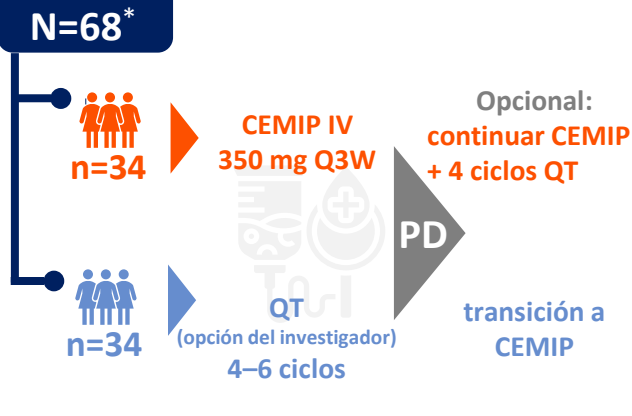 N=68*
n=34
CEMIP IV
350 mg Q3W
PD
Opcional:
continuar CEMIP
+ 4 ciclos QT
n=34
QT
(opción del investigador)
4–6 ciclos
transición a
CEMIP